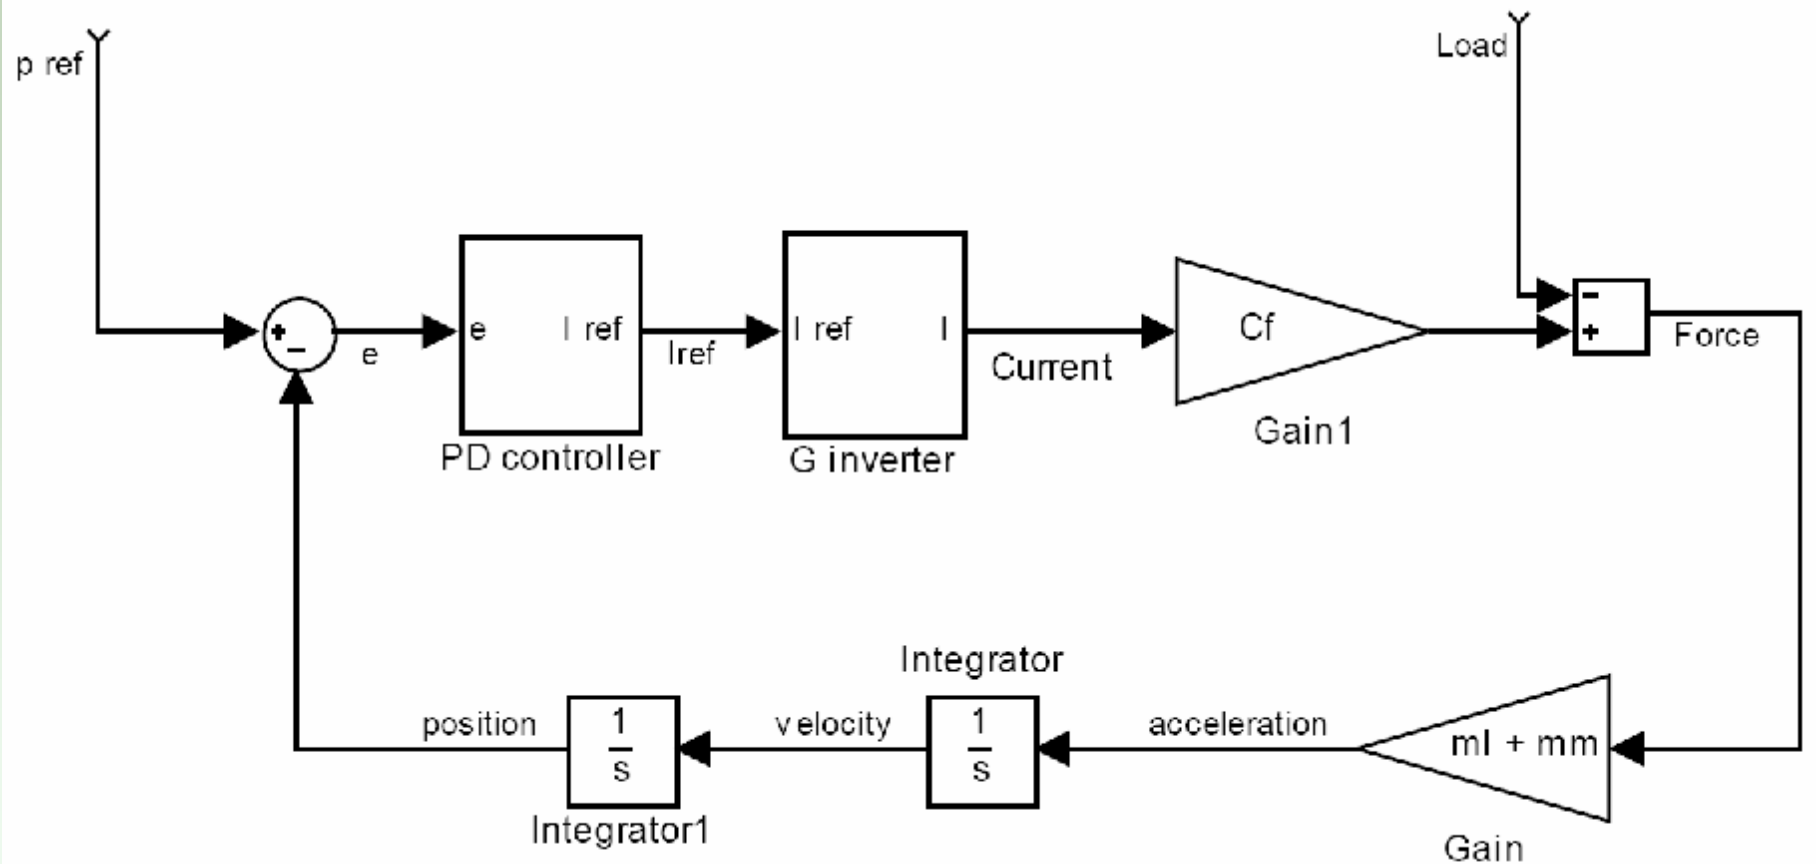 p ref
Load
+
−
e
e
I ref
PD controller
Iref
I ref
I
G inverter
Current
Cf
Gain1
−
+
Force
Integrator
position
1
s
Integrator1
velocity
1
s
acceleration
ml + mm
Gain